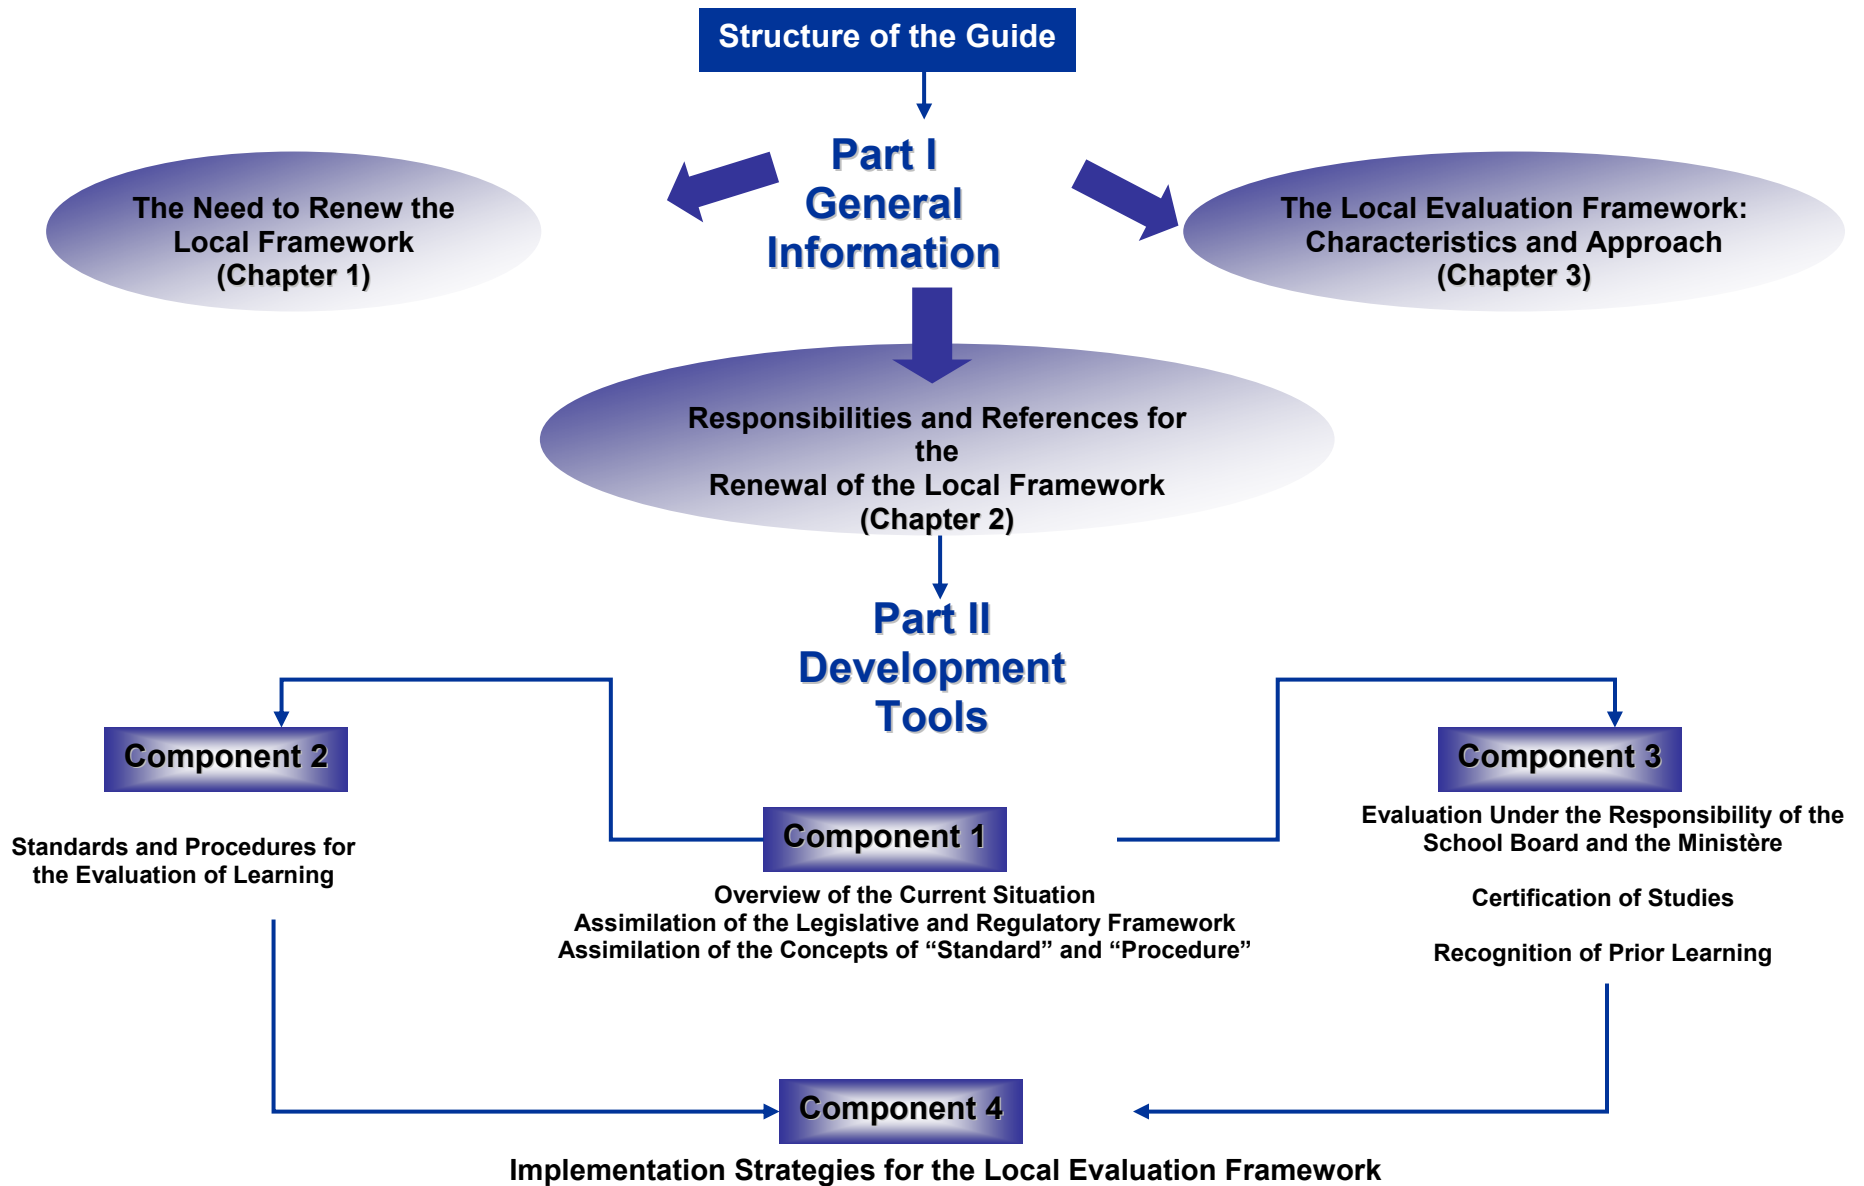 Structure of the Guide
Part I
General
Information
The Need to Renew the
Local Framework
(Chapter 1)
The Local Evaluation Framework:
Characteristics and Approach
(Chapter 3)
Responsibilities and References for
the
Renewal of the Local Framework
(Chapter 2)
Part II
Development
Tools
Component 2
Standards and Procedures for
the Evaluation of Learning
Component 1
Overview of the Current Situation
Assimilation of the Legislative and Regulatory Framework
Assimilation of the Concepts of “Standard” and “Procedure”
Component 3
Evaluation Under the Responsibility of the
School Board and the Ministère
Certification of Studies
Recognition of Prior Learning
Component 4
Implementation Strategies for the Local Evaluation Framework